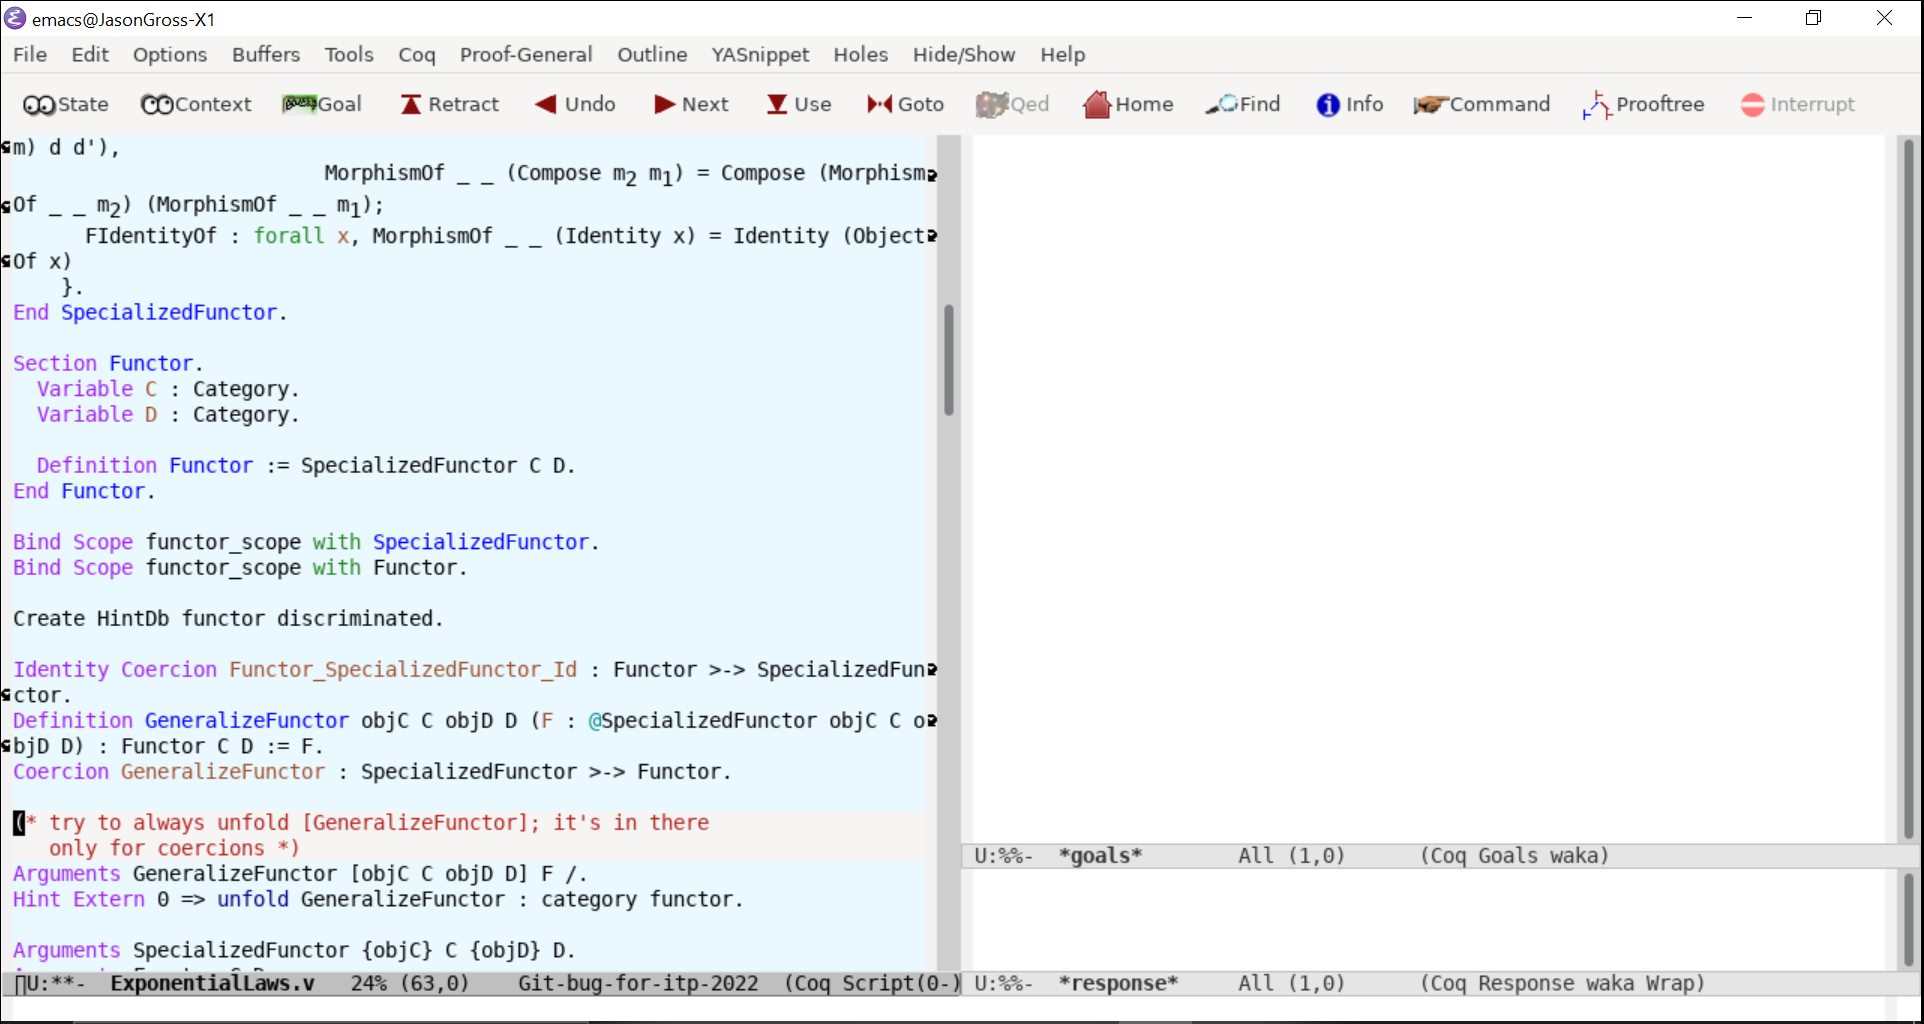 emacs@JasonGross-X1
File Edit Options Buffers Tools Coq Proof-General Outline YASnippet Holes Hide/Show Help
State Context Goal Retract Undo Next Use Goto Qed Home Find Info Command Prooftree Interrupt
m) d d'),
MorphismOf _ _ (Compose m2 m1) = Compose (Morphism
Of _ _ m2) (MorphismOf _ _ m1);
FIdentityOf : forall x, MorphismOf _ _ (Identity x) = Identity (Object
Of x)
}.
End SpecializedFunctor.
Section Functor.
Variable C : Category.
Variable D : Category.
Definition Functor := SpecializedFunctor C D.
End Functor.
Bind Scope functor_scope with SpecializedFunctor.
Bind Scope functor_scope with Functor.
Create HintDb functor discriminated.
Identity Coercion Functor_SpecializedFunctor_Id : Functor >-> SpecializedFun
ctor.
Definition GeneralizeFunctor objC C objD D (F : @SpecializedFunctor objC C o
bjD D) : Functor C D := F.
Coercion GeneralizeFunctor : SpecializedFunctor >-> Functor.
(* try to always unfold [GeneralizeFunctor]; it's in there
only for coercions *)
Arguments GeneralizeFunctor [objC C objD D] F /.
Hint Extern 0 => unfold GeneralizeFunctor : category functor.
Arguments SpecializedFunctor {objC} C {objD} D.
U:**- ExponentialLaws.v 24% (63,0) Git-bug-for-itp-2022 (Coq Script(0-)
U:%%- *goals* All (1,0) (Coq Goals waka)
U:%%- *response* All (1,0) (Coq Response waka Wrap)